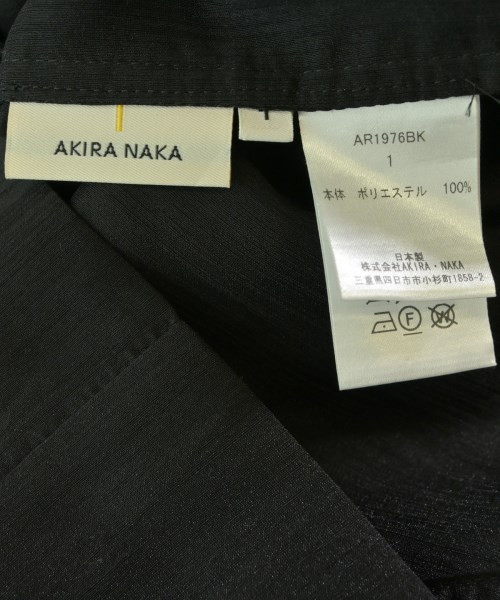 AKIRA NAKA
AR1976BK
1
本体 ポリエステル 100%
日本製
株式会社AKIRA・NAKA
三重県四日市市小杉町1858-2
F
W